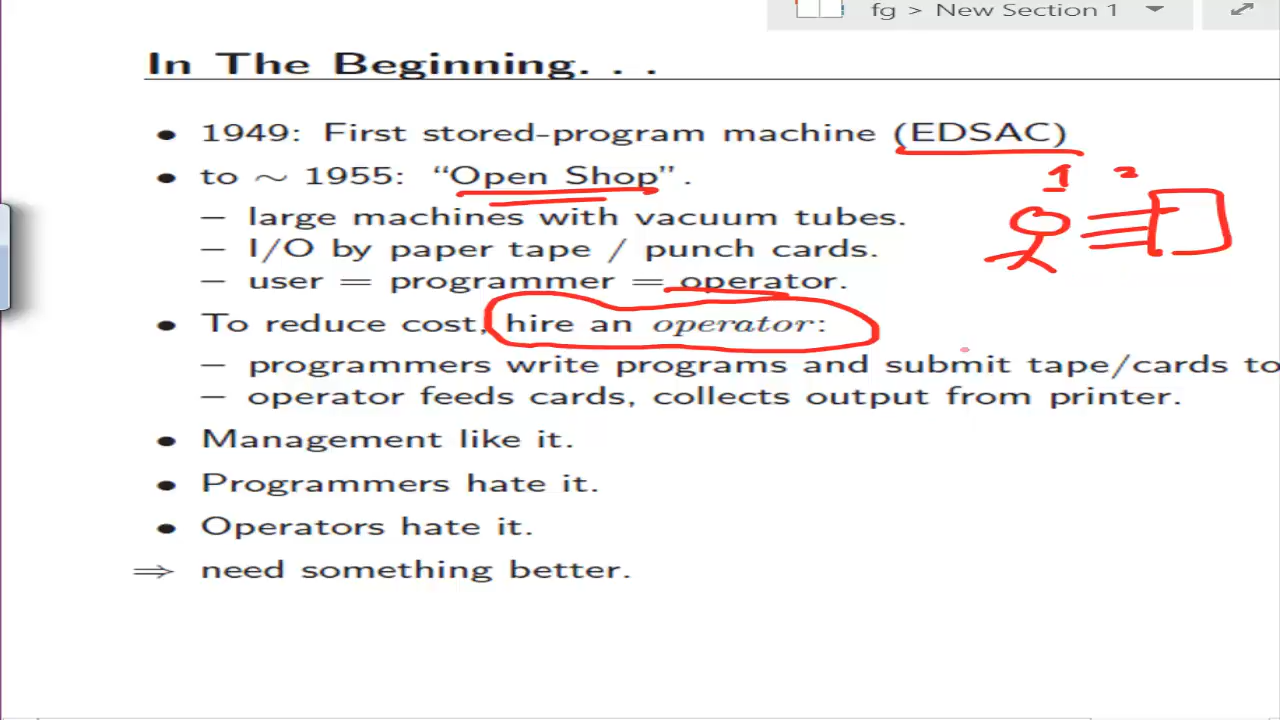 fg > New Section 1
In The Beginning. . .
• 1949: First stored-program machine (EDSAC)
• to ∼ 1955: “Open Shop”.
1 2
– large machines with vacuum tubes.
– I/O by paper tape / punch cards.
– user = programmer = operator.
• To reduce cost, hire an operator:
– programmers write programs and submit tape/cards to
– operator feeds cards, collects output from printer.
• Management like it.
• Programmers hate it.
• Operators hate it.
⇒ need something better.